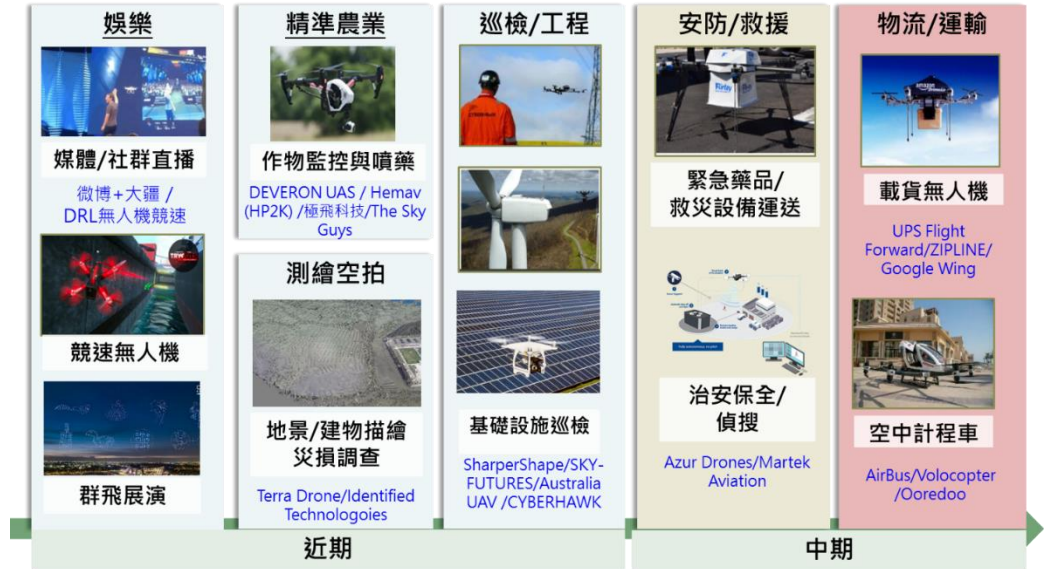 娛樂
媒體/社群直播
微博+大疆 /
DRL無人機競速
競速無人機
群飛展演
精準農業
作物監控與噴藥
DEVERON UAS / Hemav
(HP2K) /極飛科技/The Sky
Guys
測繪空拍
地景/建物描繪
災損調查
Terra Drone/Identified
Technologoies
巡檢/工程
基礎設施巡檢
SharperShape/SKY-
FUTURES/Australia
UAV /CYBERHAWK
安防/救援
緊急藥品/
救災設備運送
治安保全/
偵搜
Azur Drones/Martek
Aviation
物流/運輸
amazon
載貨無人機
UPS Flight
Forward/ZIPLINE/
Google Wing
空中計程車
AirBus/Volocopter
/Ooredoo
近期
中期